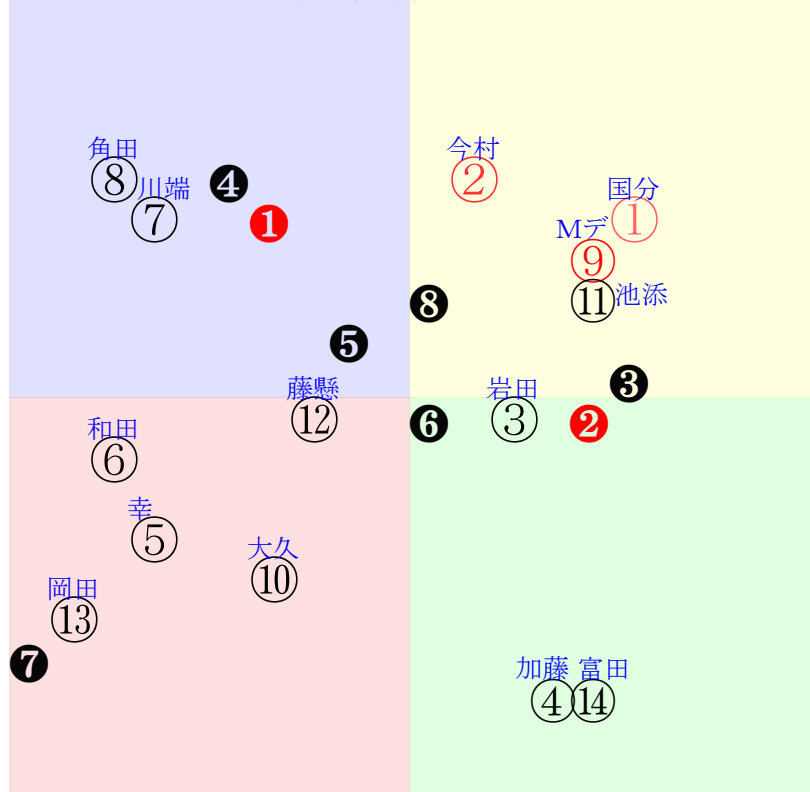 角田
⑧
川端
⑦
❹
❶
今村
②
国分
①
Mデ
⑨
⑪
池添
❽
❺
❸
藤懸
⑫
❻
岩田
③
❷
和田
⑥
幸
⑤
大久
⑩
岡田
⑬
❼
加藤 富田
④⑭